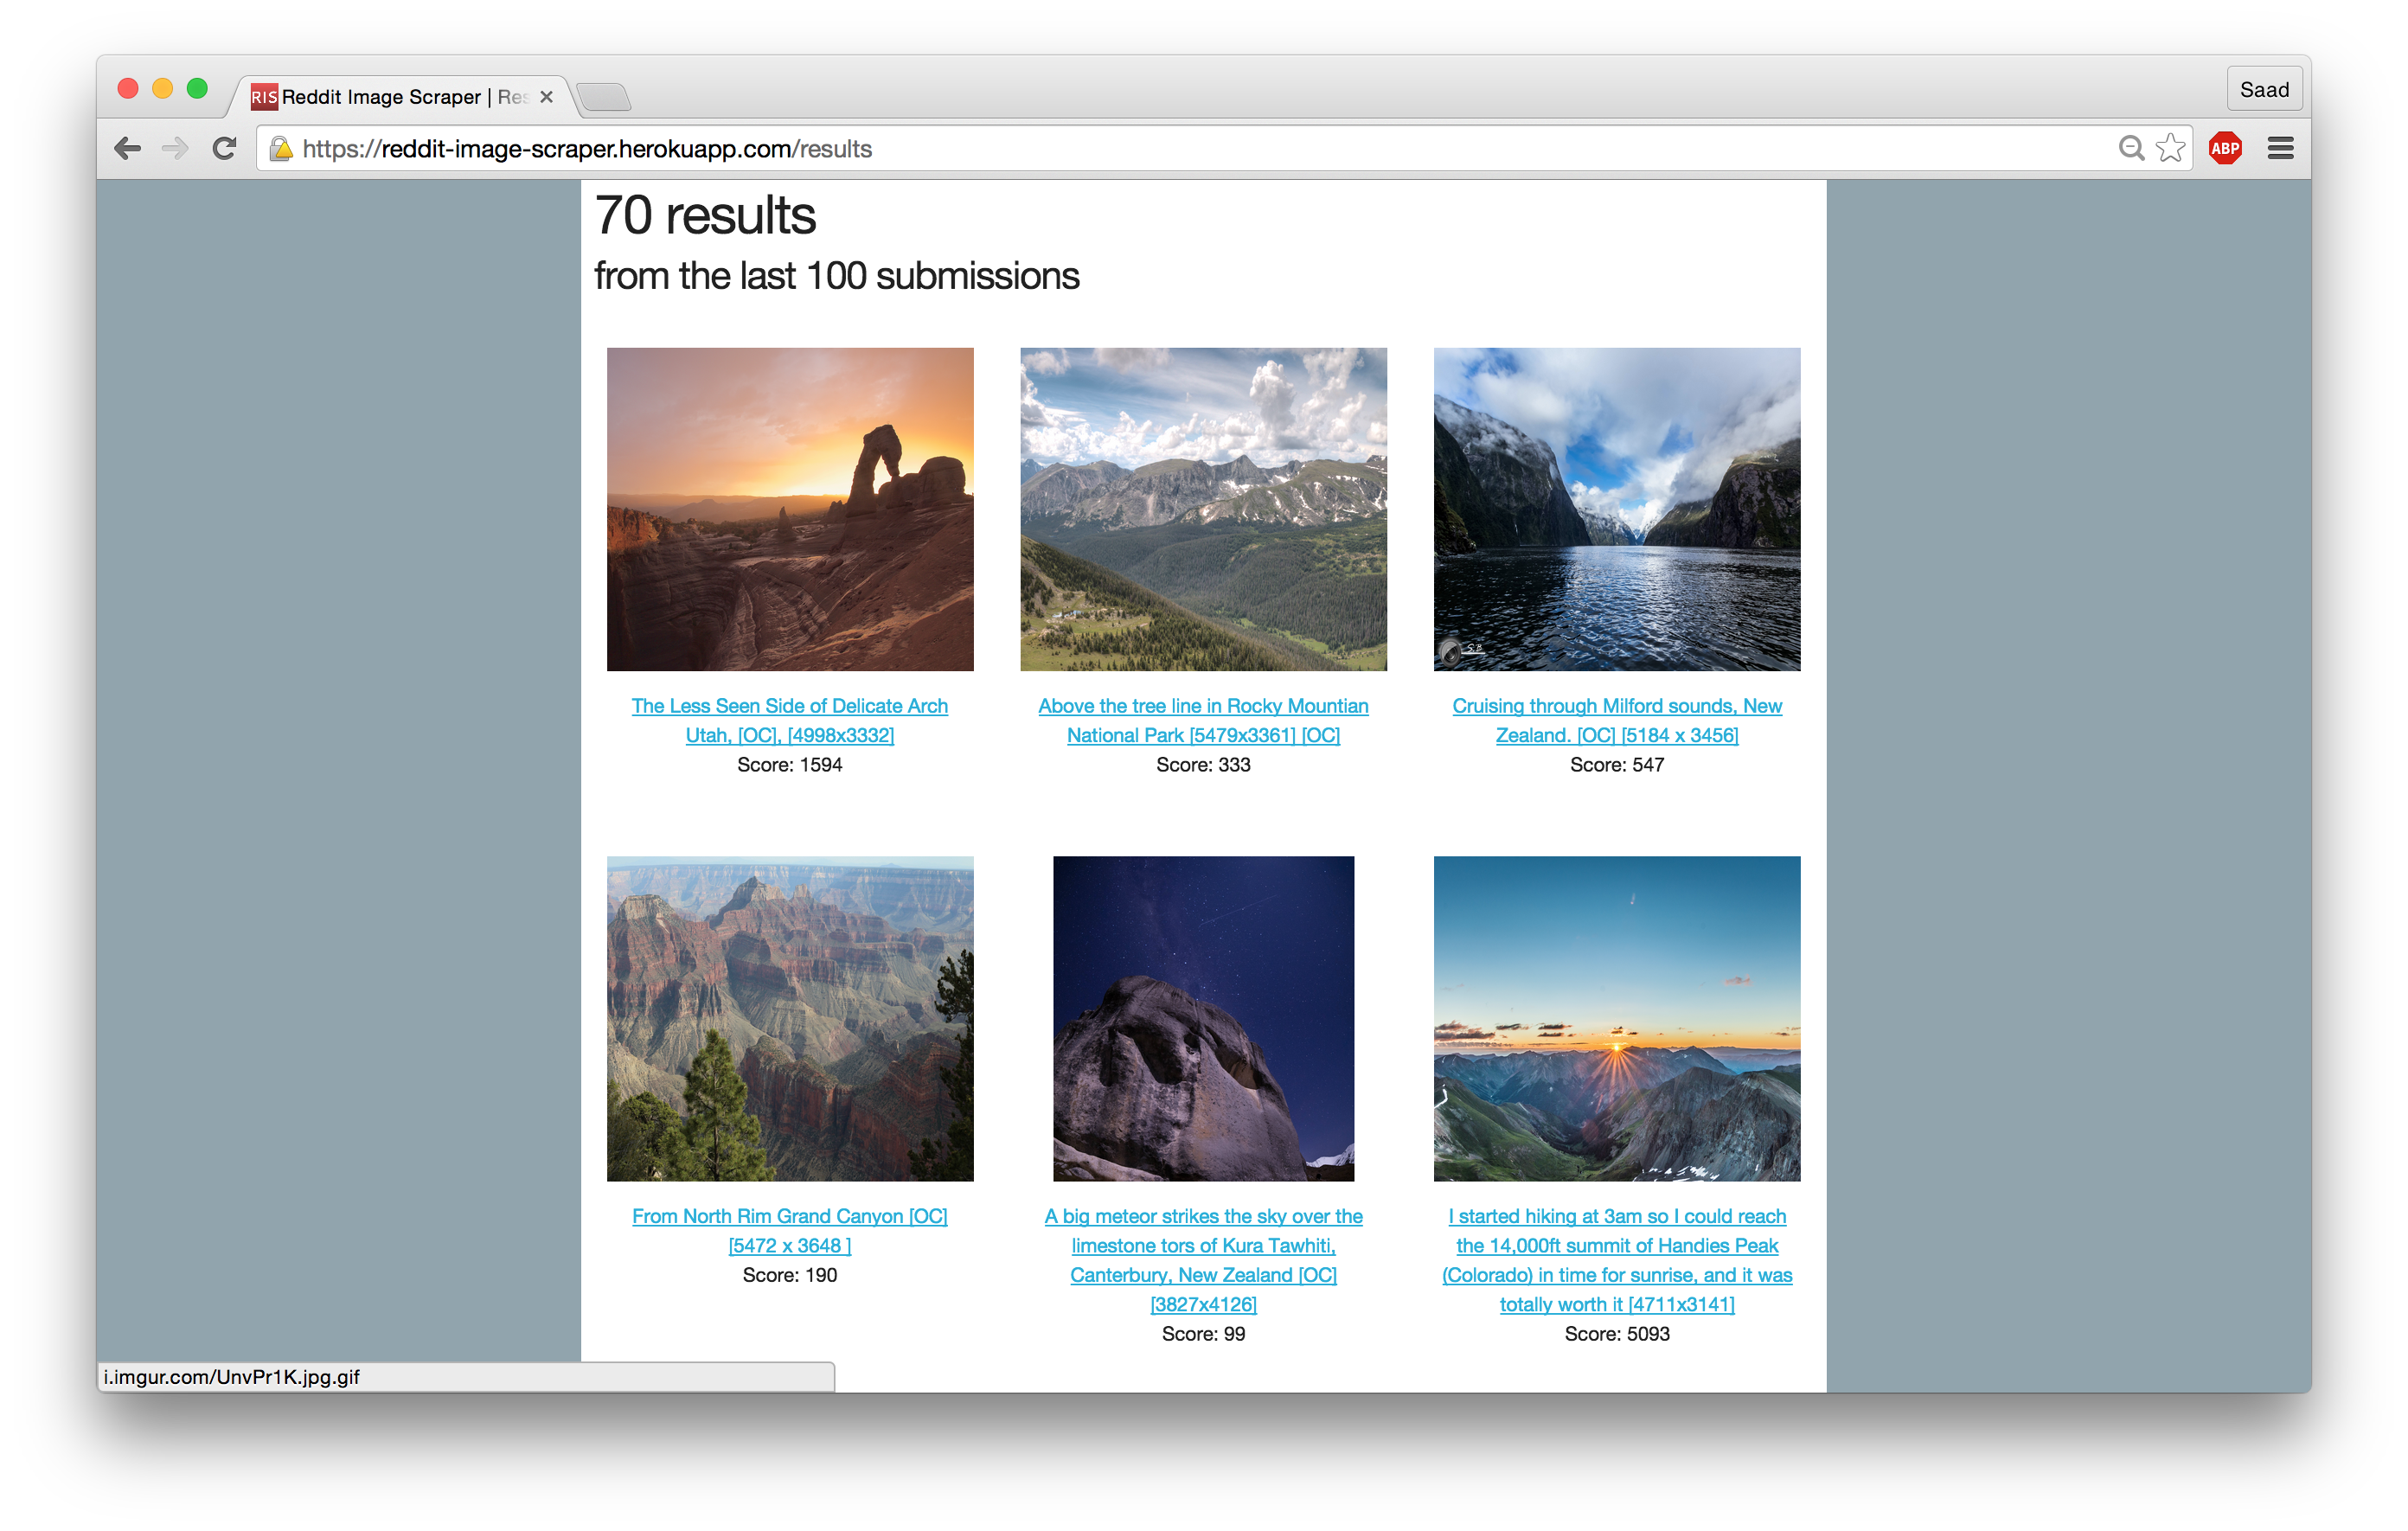 RIS Reddit Image Scraper | Res
Saad
https://reddit-image-scraper.herokuapp.com/results
ABP
70 results
from the last 100 submissions
S.B.
The Less Seen Side of Delicate Arch
Utah, [OC], [4998x3332]
Score: 1594
Above the tree line in Rocky Mountian
National Park [5479x3361] [OC]
Score: 333
Cruising through Milford sounds, New
Zealand. [OC] [5184 x 3456]
Score: 547
From North Rim Grand Canyon [OC]
[5472 x 3648 ]
Score: 190
A big meteor strikes the sky over the
limestone tors of Kura Tawhiti,
Canterbury, New Zealand [OC]
[3827x4126]
Score: 99
I started hiking at 3am so I could reach
the 14,000ft summit of Handies Peak
(Colorado) in time for sunrise, and it was
totally worth it [4711x3141]
Score: 5093
i.imgur.com/UnvPr1K.jpg.gif